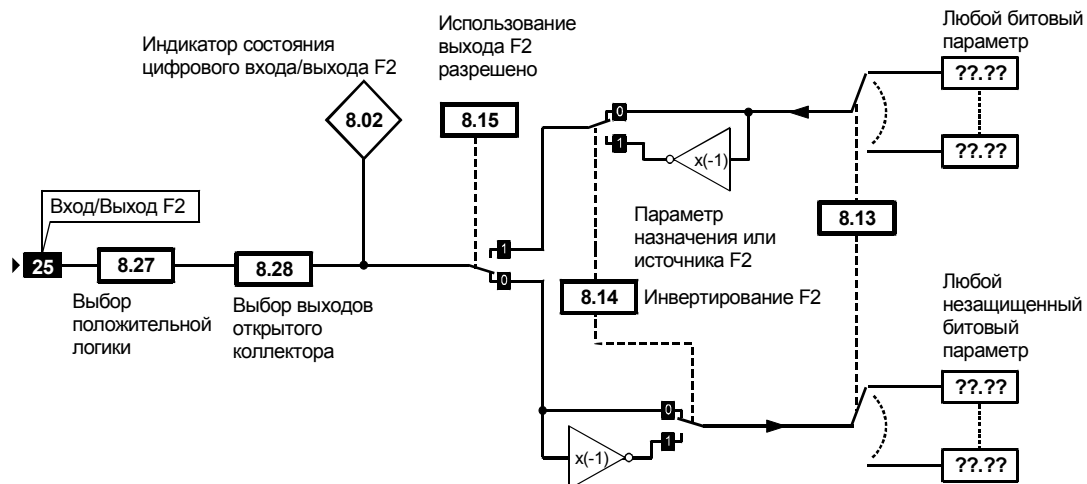 Индикатор состояния
цифрового входа/выхода F2
8.02
Использование
выхода F2
разрешено
8.15
Любой битовый
параметр
??.??
??.??
0
1
x(-1)
Вход/Выход F2
25
8.27
Выбор
положительной
логики
8.28
Выбор выходов
открытого
коллектора
1
0
Параметр
назначения или
источника F2
8.13
8.14
Инвертирование F2
Любой
незащищенный
битовый
параметр
??.??
??.??
0
1
x(-1)